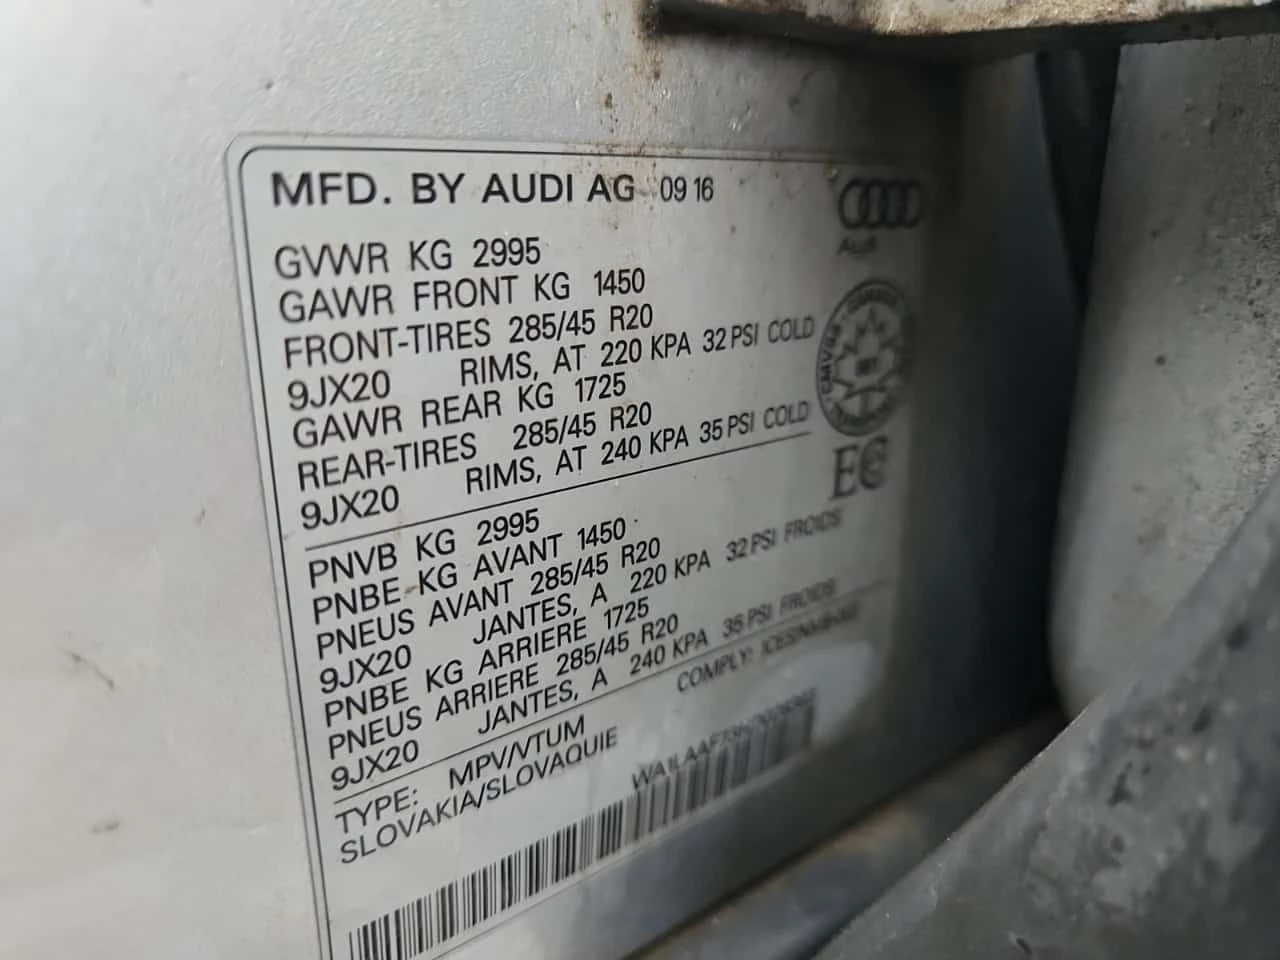 MFD. BY AUDI AG 09 16
Audi
GVWR KG 2995
GAWR FRONT KG 1450
FRONT-TIRES 285/45 R20
9JX20 RIMS, AT 220 KPA 32 PSI COLD
GAWR REAR KG 1725
REAR-TIRES 285/45 R20
9JX20 RIMS, AT 240 KPA 35 PSI COLD
PNVB KG 2995
PNBE KG AVANT 1450
PNEUS AVANT 285/45 R20
9JX20 JANTES, A 220 KPA 32 PSI FROIDS
PNBE KG ARRIERE 1725
PNEUS ARRIERE 285/45 R20
9JX20 JANTES, A 240 KPA 35 PSI FROIDS
TYPE: MPV/VTUM COMPLY:
SLOVAKIA/SLOVAQUIE